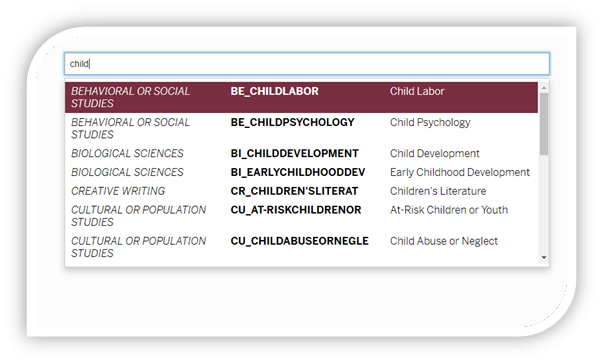 child
BEHAVIORAL OR SOCIAL STUDIES BE_CHILDLABOR Child Labor
BEHAVIORAL OR SOCIAL STUDIES BE_CHILDPSYCHOLOGY Child Psychology
BIOLOGICAL SCIENCES BI_CHILDDEVELOPMENT Child Development
BIOLOGICAL SCIENCES BI_EARLYCHILDHOODDEV Early Childhood Development
CREATIVE WRITING CR_CHILDREN'SLITERAT Children's Literature
CULTURAL OR POPULATION STUDIES CU_AT-RISKCHILDRENOR At-Risk Children or Youth
CULTURAL OR POPULATION STUDIES CU_CHILDABUSEORNEGLE Child Abuse or Neglect